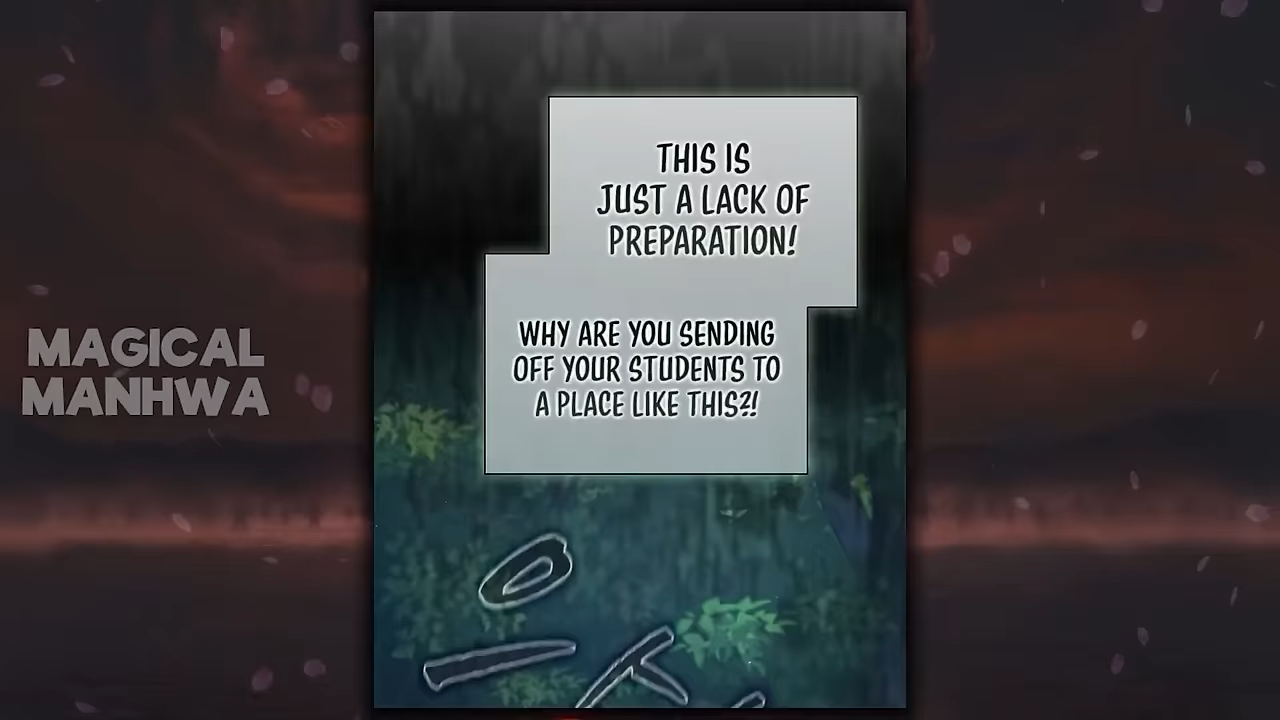 THIS IS
JUST A LACK OF
PREPARATION!
WHY ARE YOU SENDING
OFF YOUR STUDENTS TO
A PLACE LIKE THIS?!
MAGICAL
MANHWA